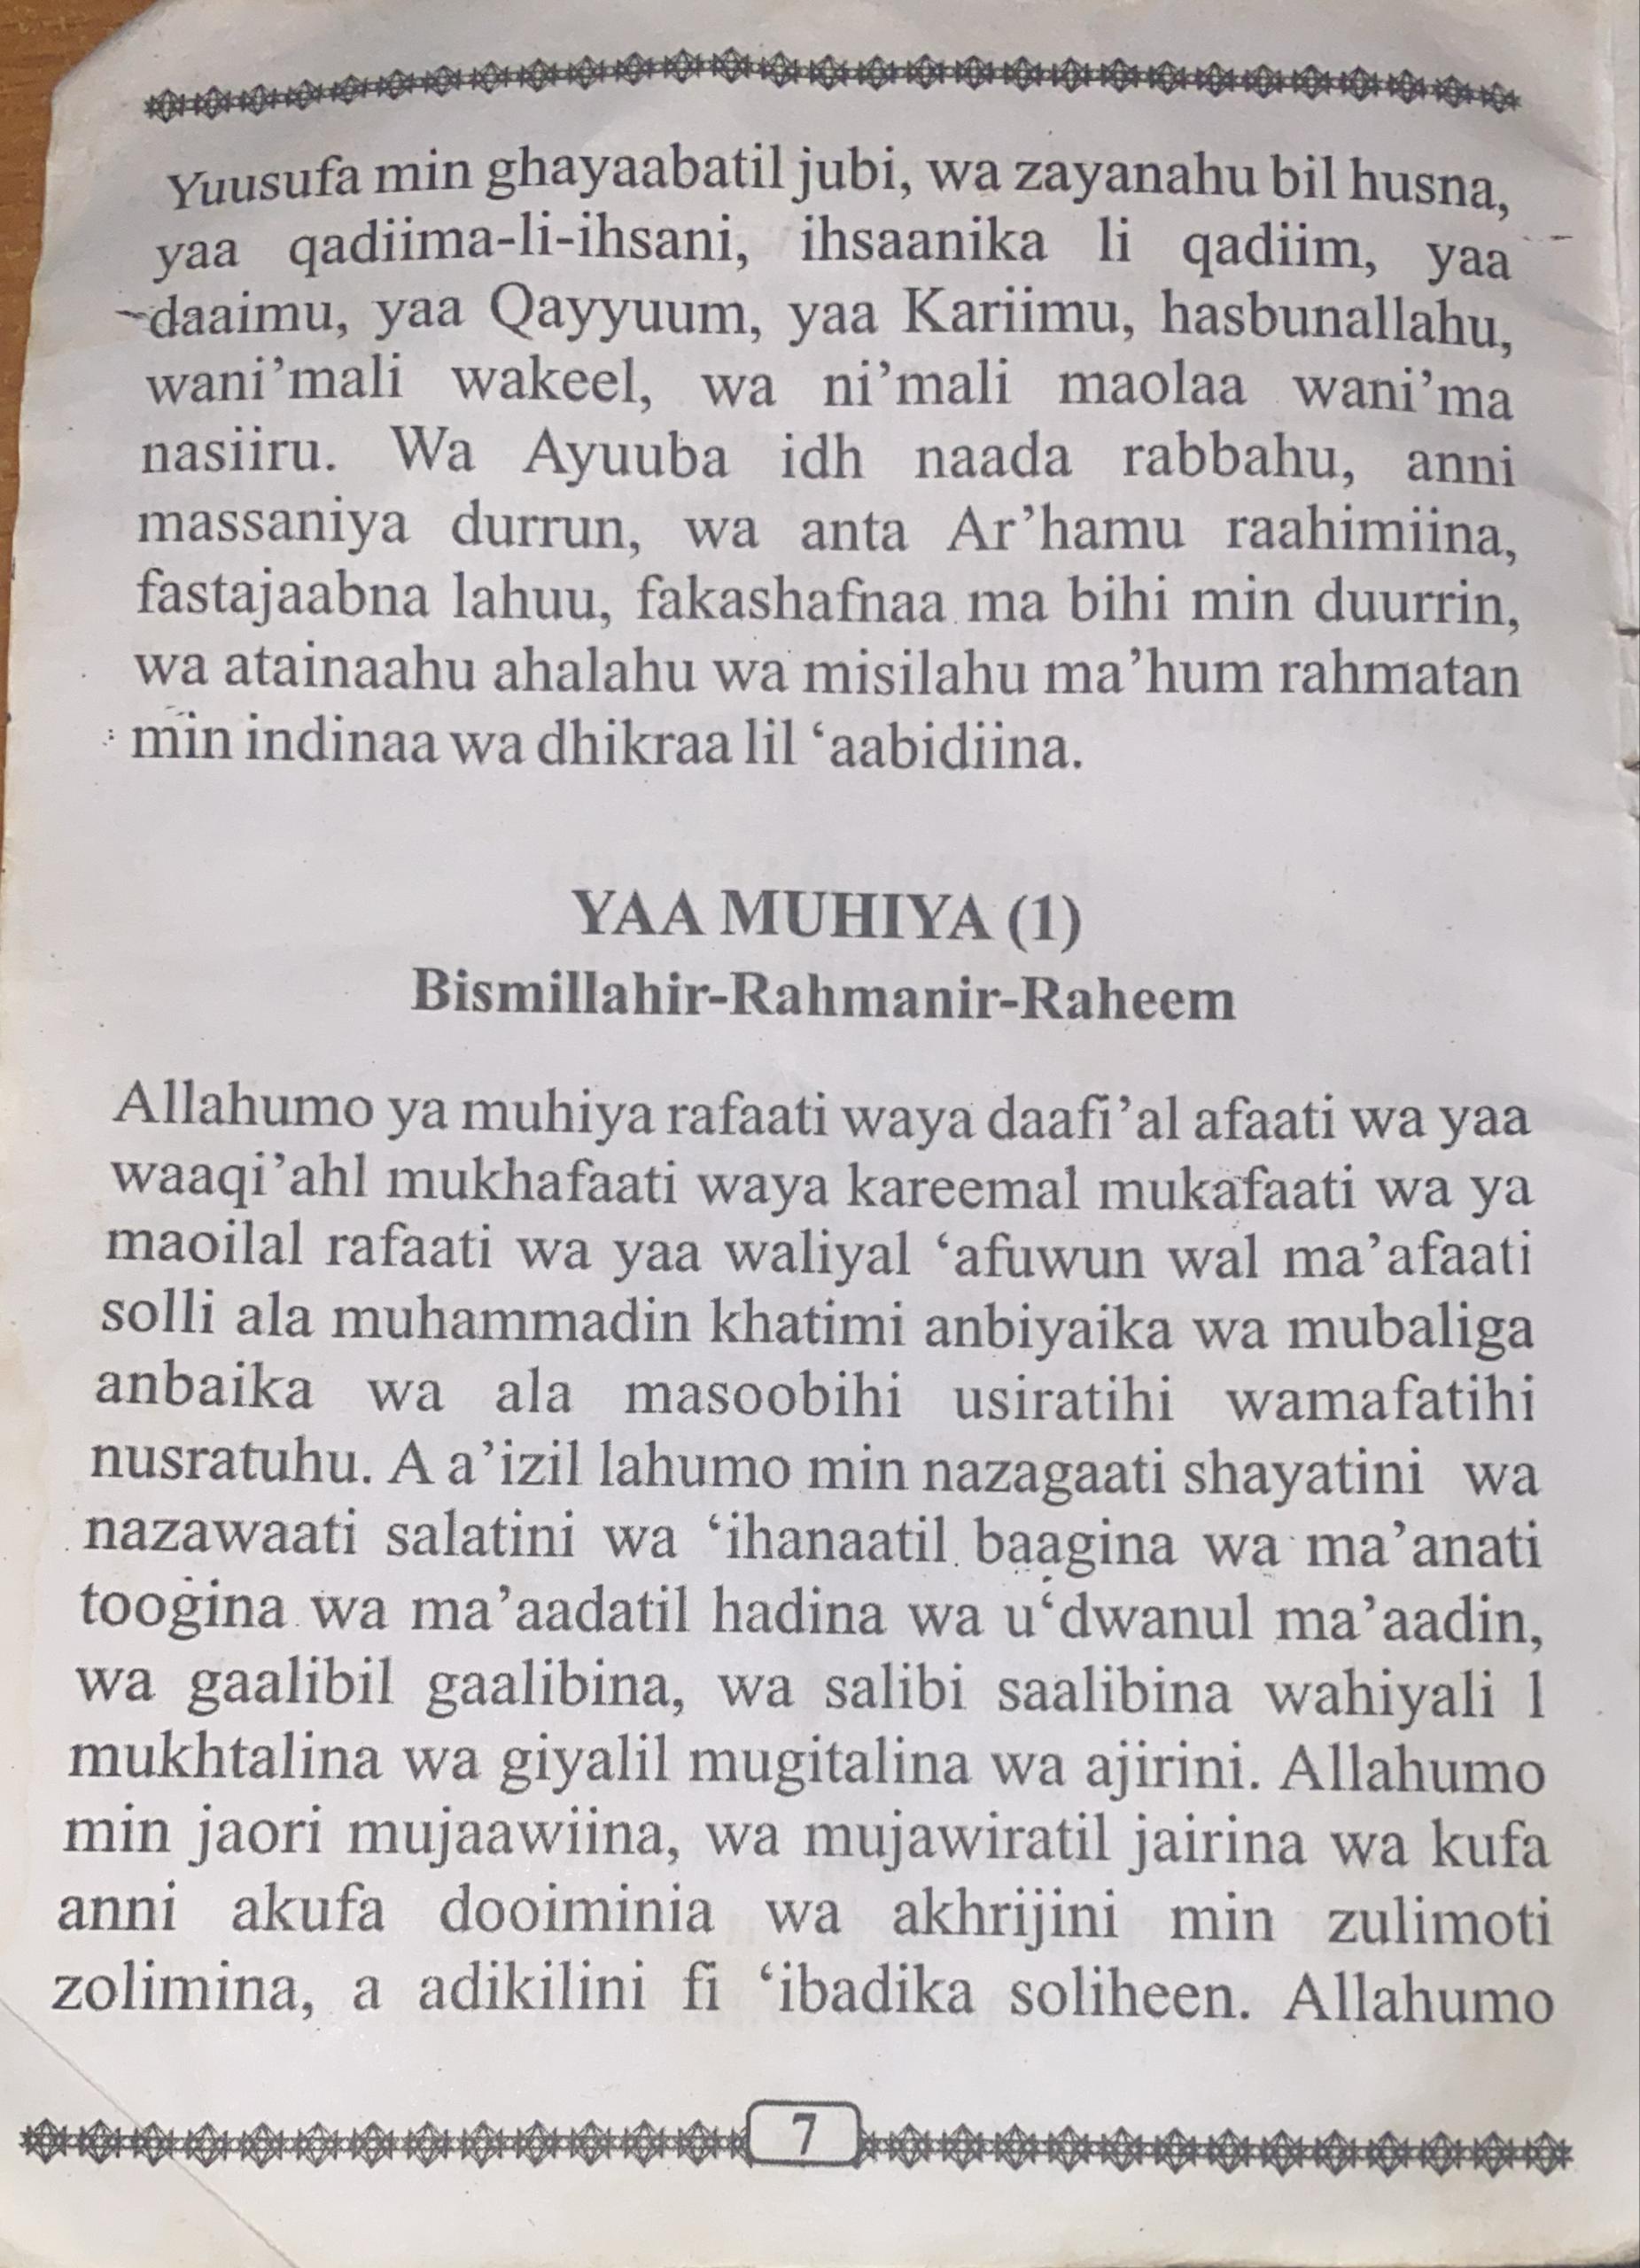 Yuusufa min ghayaabatil jubi, wa zayanahu bil husna,
yaa qadiima-li-ihsani, ihsaanika li qadiim, yaa
daaimu, yaa Qayyuum, yaa Kariimu, hasbunallahu,
wani’mali wakeel, wa ni’mali maolaa wani’ma
nasiiru. Wa Ayuuba idh naada rabbahu, anni
massaniya durrun, wa anta Ar’hamu raahimiina,
fastajaabna lahuu, fakashafnaa ma bihi min duurrin,
wa atainaahu ahalahu wa misilahu ma’hum rahmatan
min indinaa wa dhikraa lil ‘aabidiina.
YAA MUHIYA (1)
Bismillahir-Rahmanir-Raheem
Allahumo ya muhiya rafaati waya daafi’al afaati wa yaa
waaqi’ahl mukhafaati waya kareemal mukafaati wa ya
maoilal rafaati wa yaa waliyal ‘afuwun wal ma’afaati
solli ala muhammadin khatimi anbiyaika wa mubaliga
anbaika wa ala masoobihi usiratihi wamafatihi
nusratuhu. A a’izil lahumo min nazagaati shayatini wa
nazawaati salatini wa ‘ihanaatil baagina wa ma’anati
toogina wa ma’aadatil hadina wa u‘dwanul ma’aadin,
wa gaalibil gaalibina, wa salibi saalibina wahiyali l
mukhtalina wa giyalil mugitalina wa ajirini. Allahumo
min jaori mujaawiina, wa mujawiratil jairina wa kufa
anni akufa dooiminia wa akhrijini min zulimoti
zolimina, a adikilini fi ‘ibadika soliheen. Allahumo
7